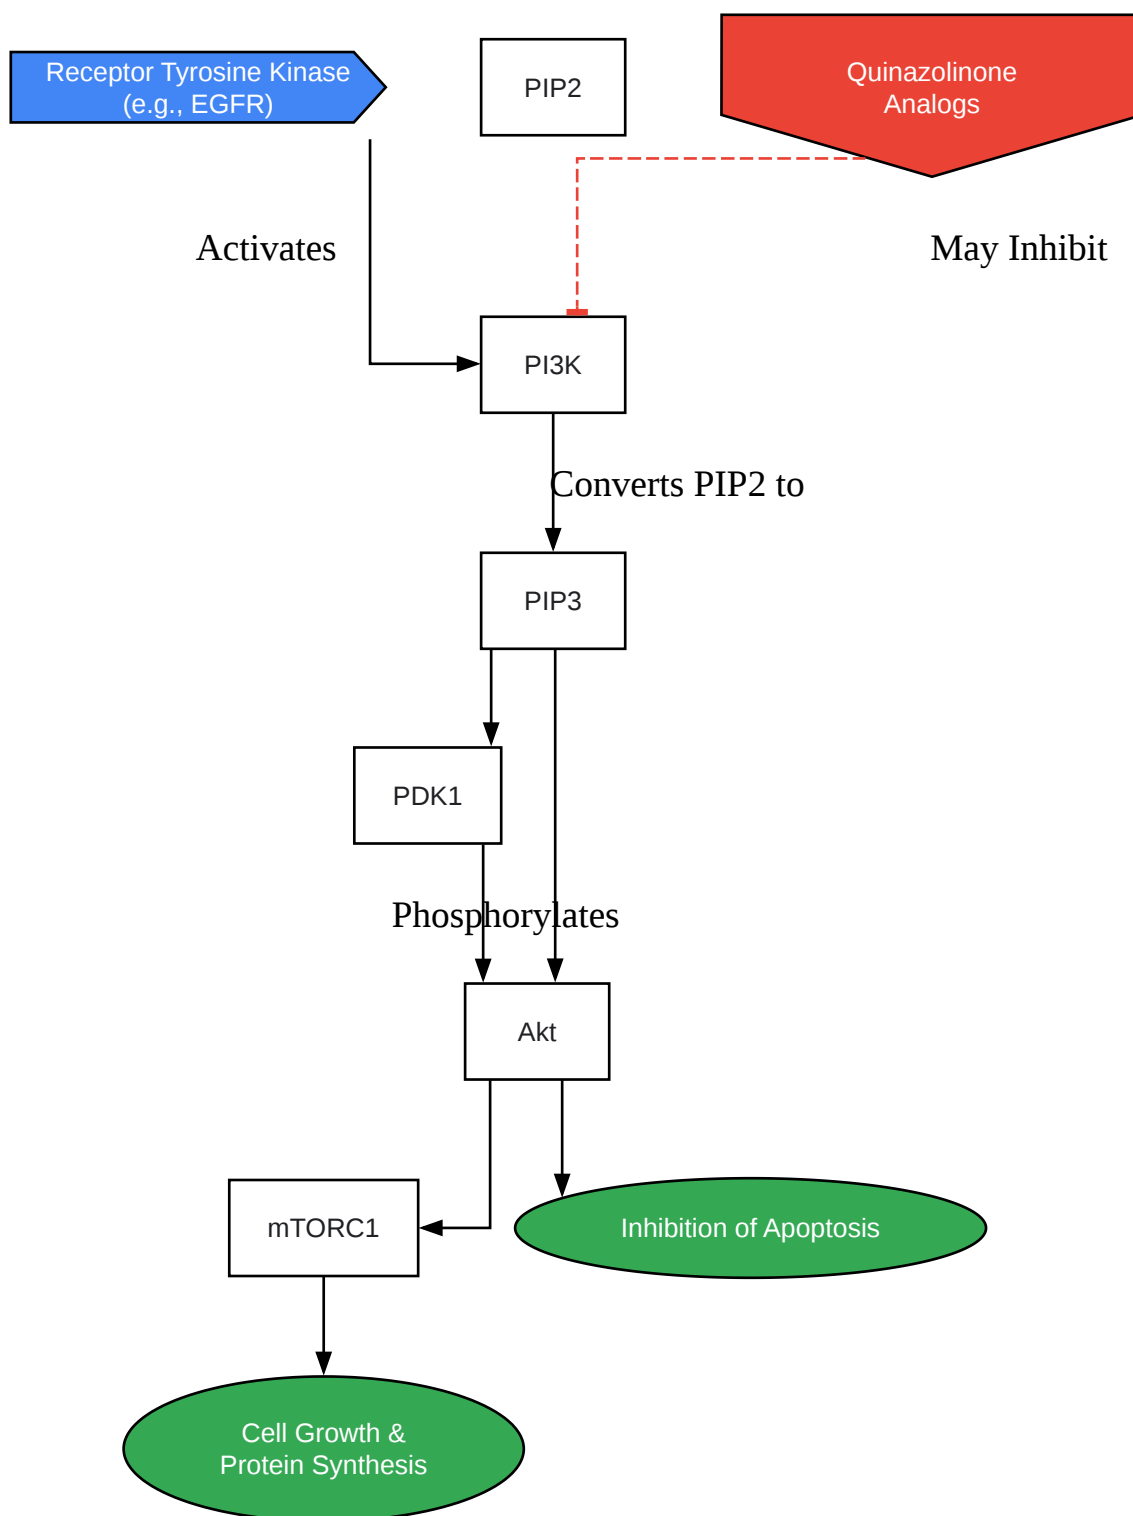 Receptor Tyrosine Kinase
(e.g., EGFR)
PIP2
Quinazolinone
Analogs
Activates
May Inhibit
PI3K
Converts PIP2 to
PIP3
PDK1
Phosphorylates
Akt
mTORC1
Inhibition of Apoptosis
Cell Growth &
Protein Synthesis